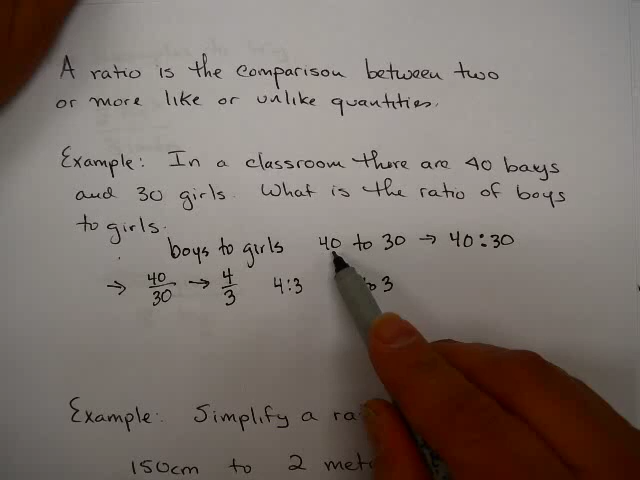 A ratio is the comparison between two
or more like or unlike quantities.
Example: In a classroom there are 40 boys
and 30 girls. What is the ratio of boys
to girls.
boys to girls 40 to 30 → 40:30
→ 40/30 → 4/3 4:3 3
Example: Simplify a
150cm to 2